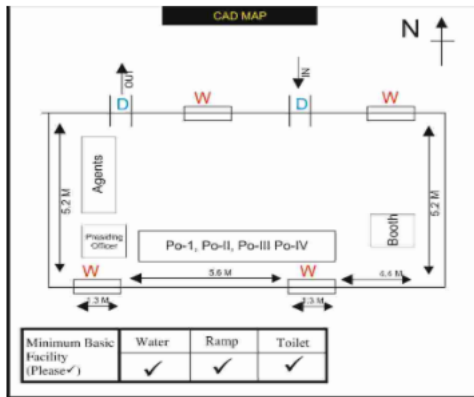 CAD MAP
N
OUT
IN
D
W
D
W
5.2 M
Agents
5.2 M
Presiding
Officer
Po-1, Po-II, Po-III Po-IV
Booth
W
5.6 M
W
4.4 M
1.3 M
1.3 M
Minimum Basic
Facility
(Please✓)
Water
Ramp
Toilet
✓
✓
✓